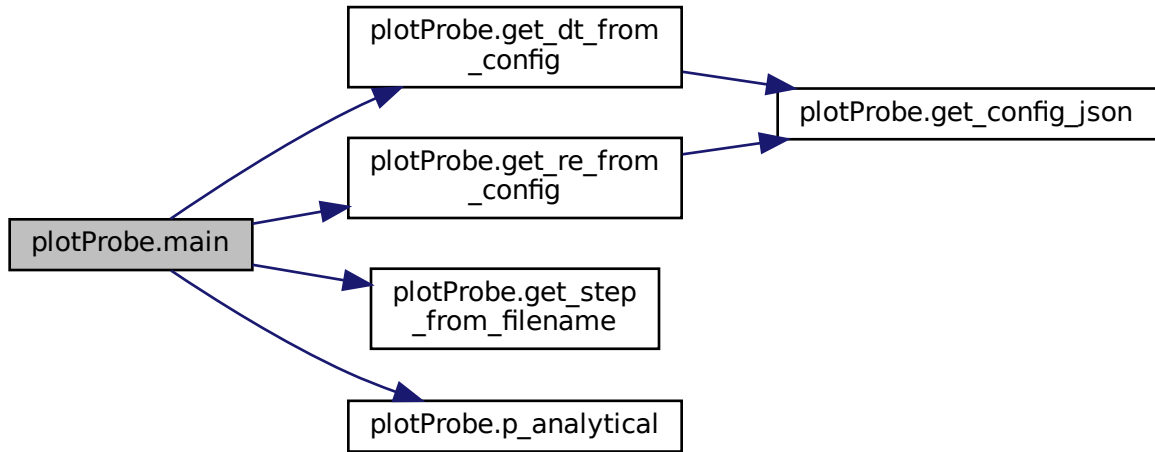 plotProbe.get_dt_from
_config
plotProbe.get_config_json
plotProbe.get_re_from
_config
plotProbe.main
plotProbe.get_step
_from_filename
plotProbe.p_analytical